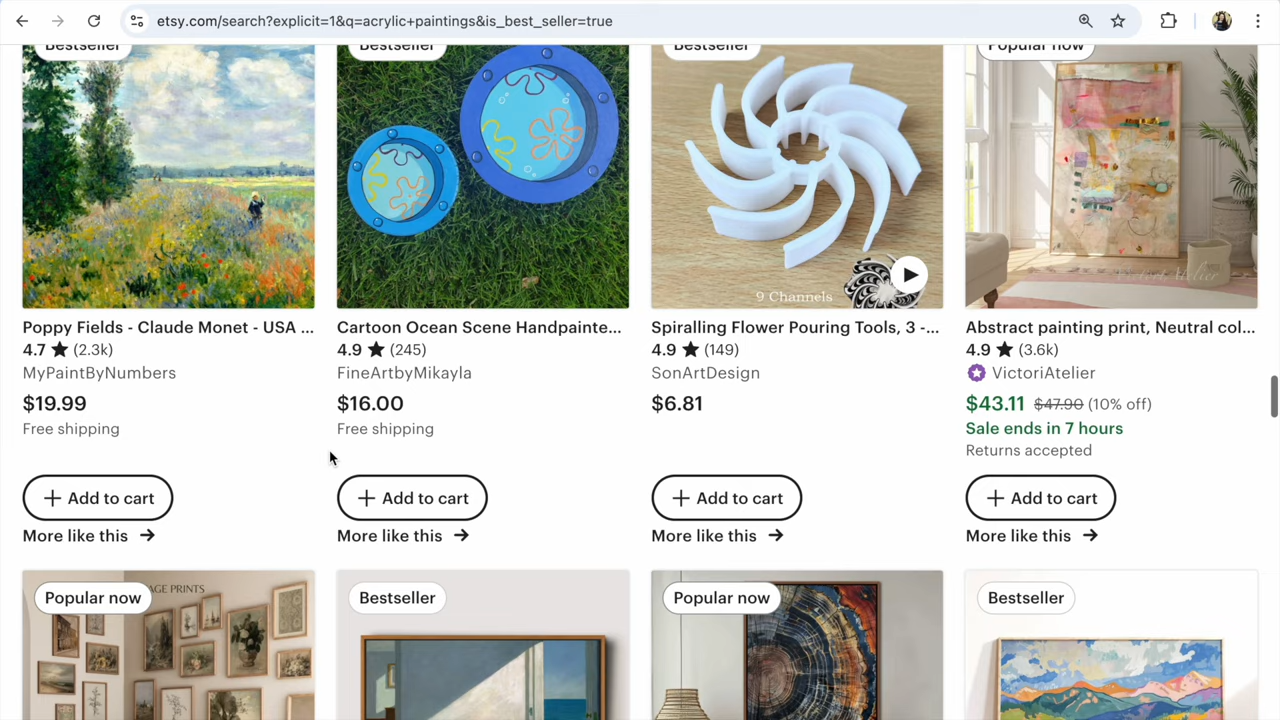 etsy.com/search?explicit=1&q=acrylic+paintings&is_best_seller=true
Bestseller
Bestseller
Bestseller
Popular now
9 Channels
Poppy Fields - Claude Monet - USA ...
4.7 ★ (2.3k)
MyPaintByNumbers
$19.99
Free shipping
+ Add to cart
More like this →
Cartoon Ocean Scene Handpainte...
4.9 ★ (245)
FineArtbyMikayla
$16.00
Free shipping
+ Add to cart
More like this →
Spiralling Flower Pouring Tools, 3 -...
4.9 ★ (149)
SonArtDesign
$6.81
+ Add to cart
More like this →
Abstract painting print, Neutral col...
4.9 ★ (3.6k)
VictoriAtelier
$43.11 $47.90 (10% off)
Sale ends in 7 hours
Returns accepted
+ Add to cart
More like this →
Popular now
PRINTS
Bestseller
Popular now
Bestseller